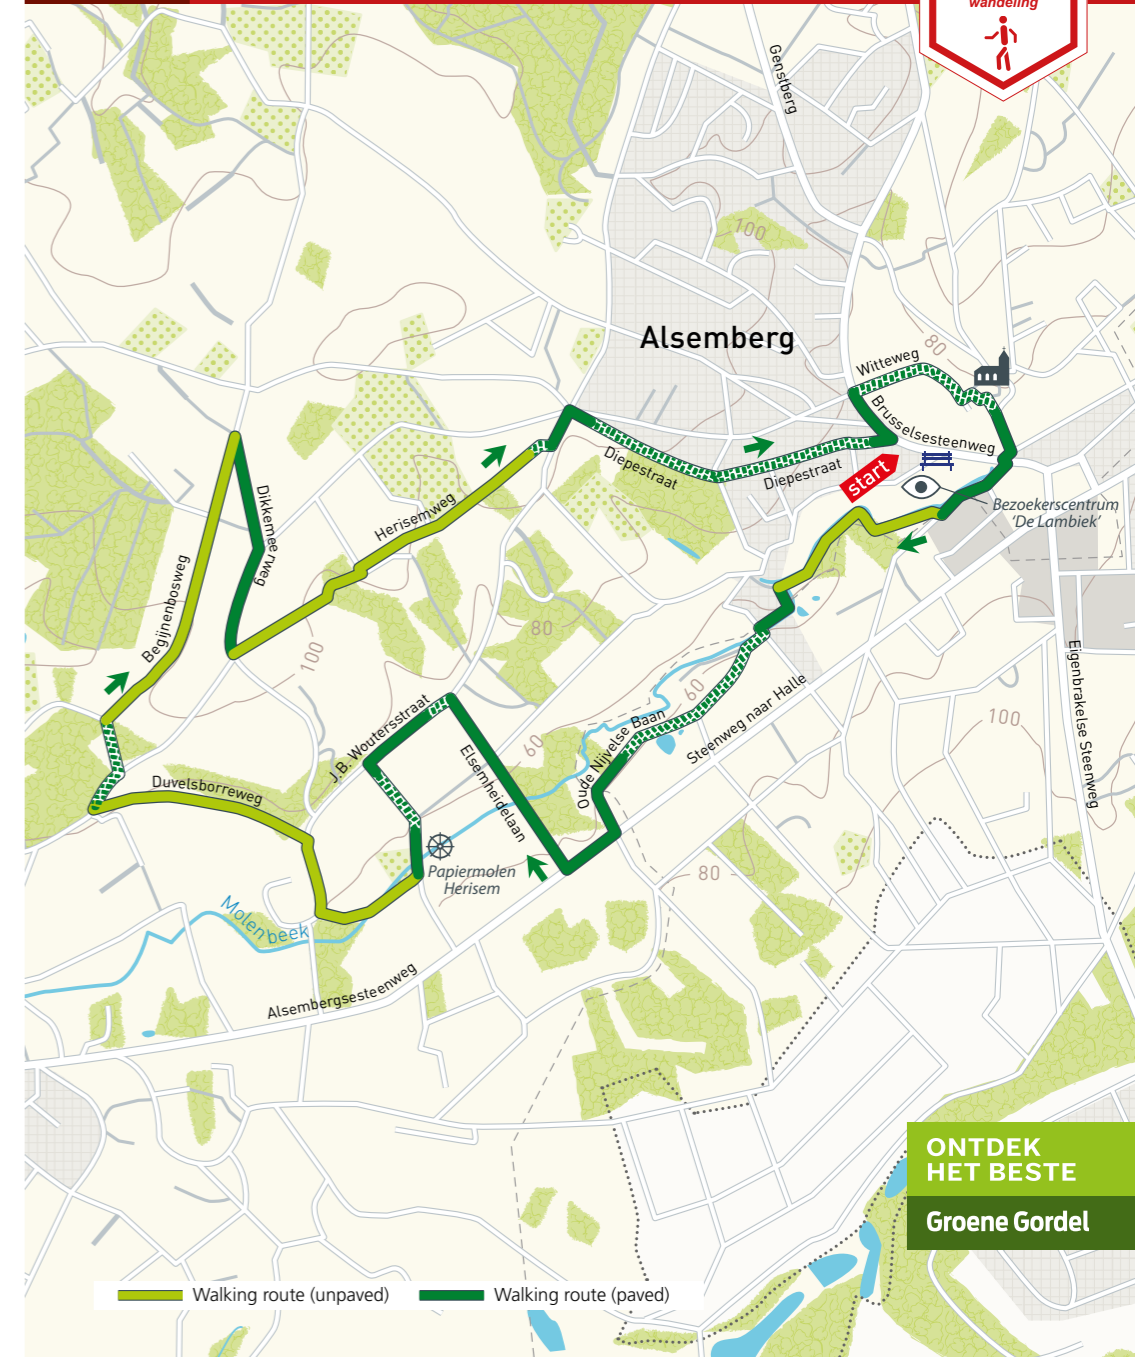 wandeling
Genstberg
100
Alsemberg
80
Witteweg
Brusselsesteenweg
start
Bezoekerscentrum
‘De Lambiek’
Diepestraat
Diepestraat
Herisemweg
Dikkemeerweg
Begijnenbosweg
100
80
60
60
Oude Nijvelse Baan
Steenweg naar Halle
Eigenbrakelse Steenweg
100
J.B. Woutersstraat
Elsemheidelaan
Duvelsborreweg
Papiermolen
Herisem
80
Molenbeek
Alsembergsesteenweg
ONTDEK
HET BESTE
Groene Gordel
Walking route (unpaved)
Walking route (paved)